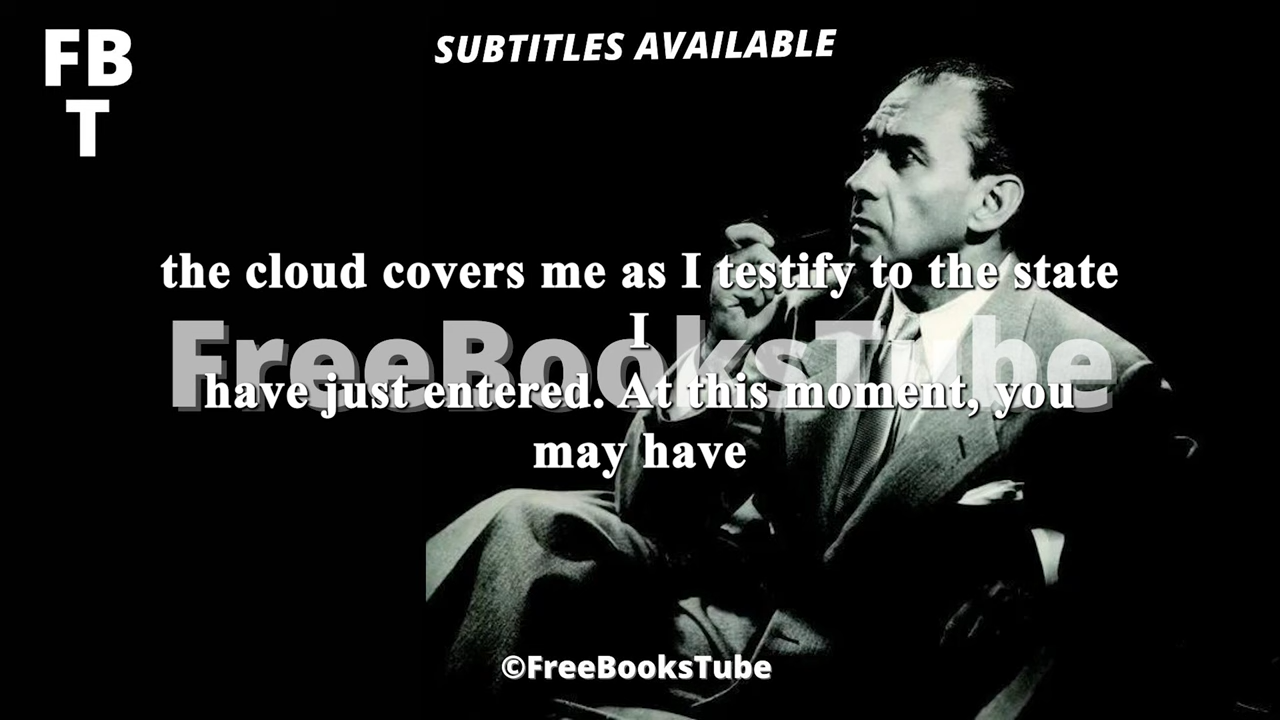 FB
T
SUBTITLES AVAILABLE
the cloud covers me as I testify to the state
I
FreeBooksTube
have just entered. At this moment, you
may have
©FreeBooksTube